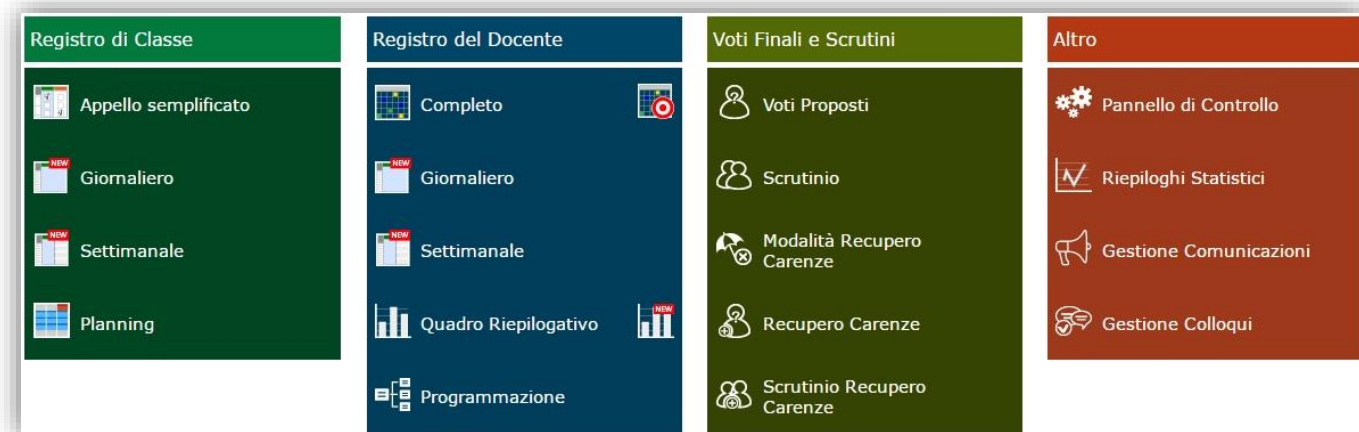 Registro di Classe
Appello semplificato
NEW
Giornaliero
NEW
Settimanale
Planning
Registro del Docente
Completo
NEW
Giornaliero
NEW
Settimanale
Quadro Riepilogativo
NEW
Programmazione
Voti Finali e Scrutini
Voti Proposti
Scrutinio
Modalità Recupero
Carenze
Recupero Carenze
Scrutinio Recupero
Carenze
Altro
Pannello di Controllo
Riepiloghi Statistici
Gestione Comunicazioni
Gestione Colloqui